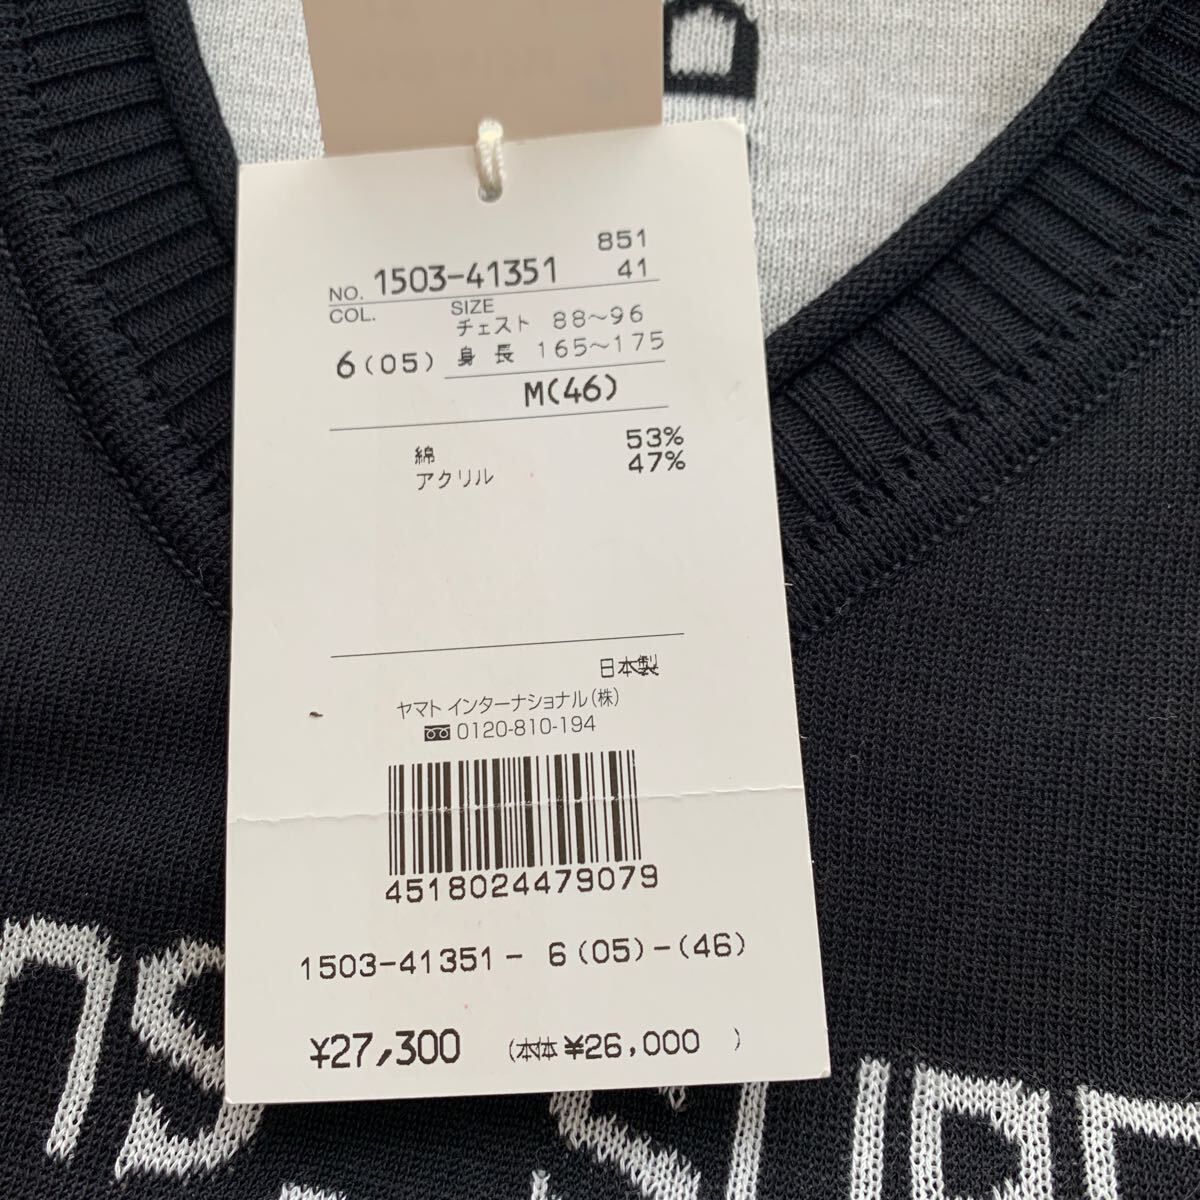 851
NO. 1503-41351 41
COL. SIZE
チェスト 88～96
6(05) 身長 165～175
M(46)
綿 53%
アクリル 47%
日本製
ヤマト インターナショナル(株)
0120-810-194
4518024479079
1503-41351- 6(05)-(46)
¥27,300 (本体 ¥26,000 )